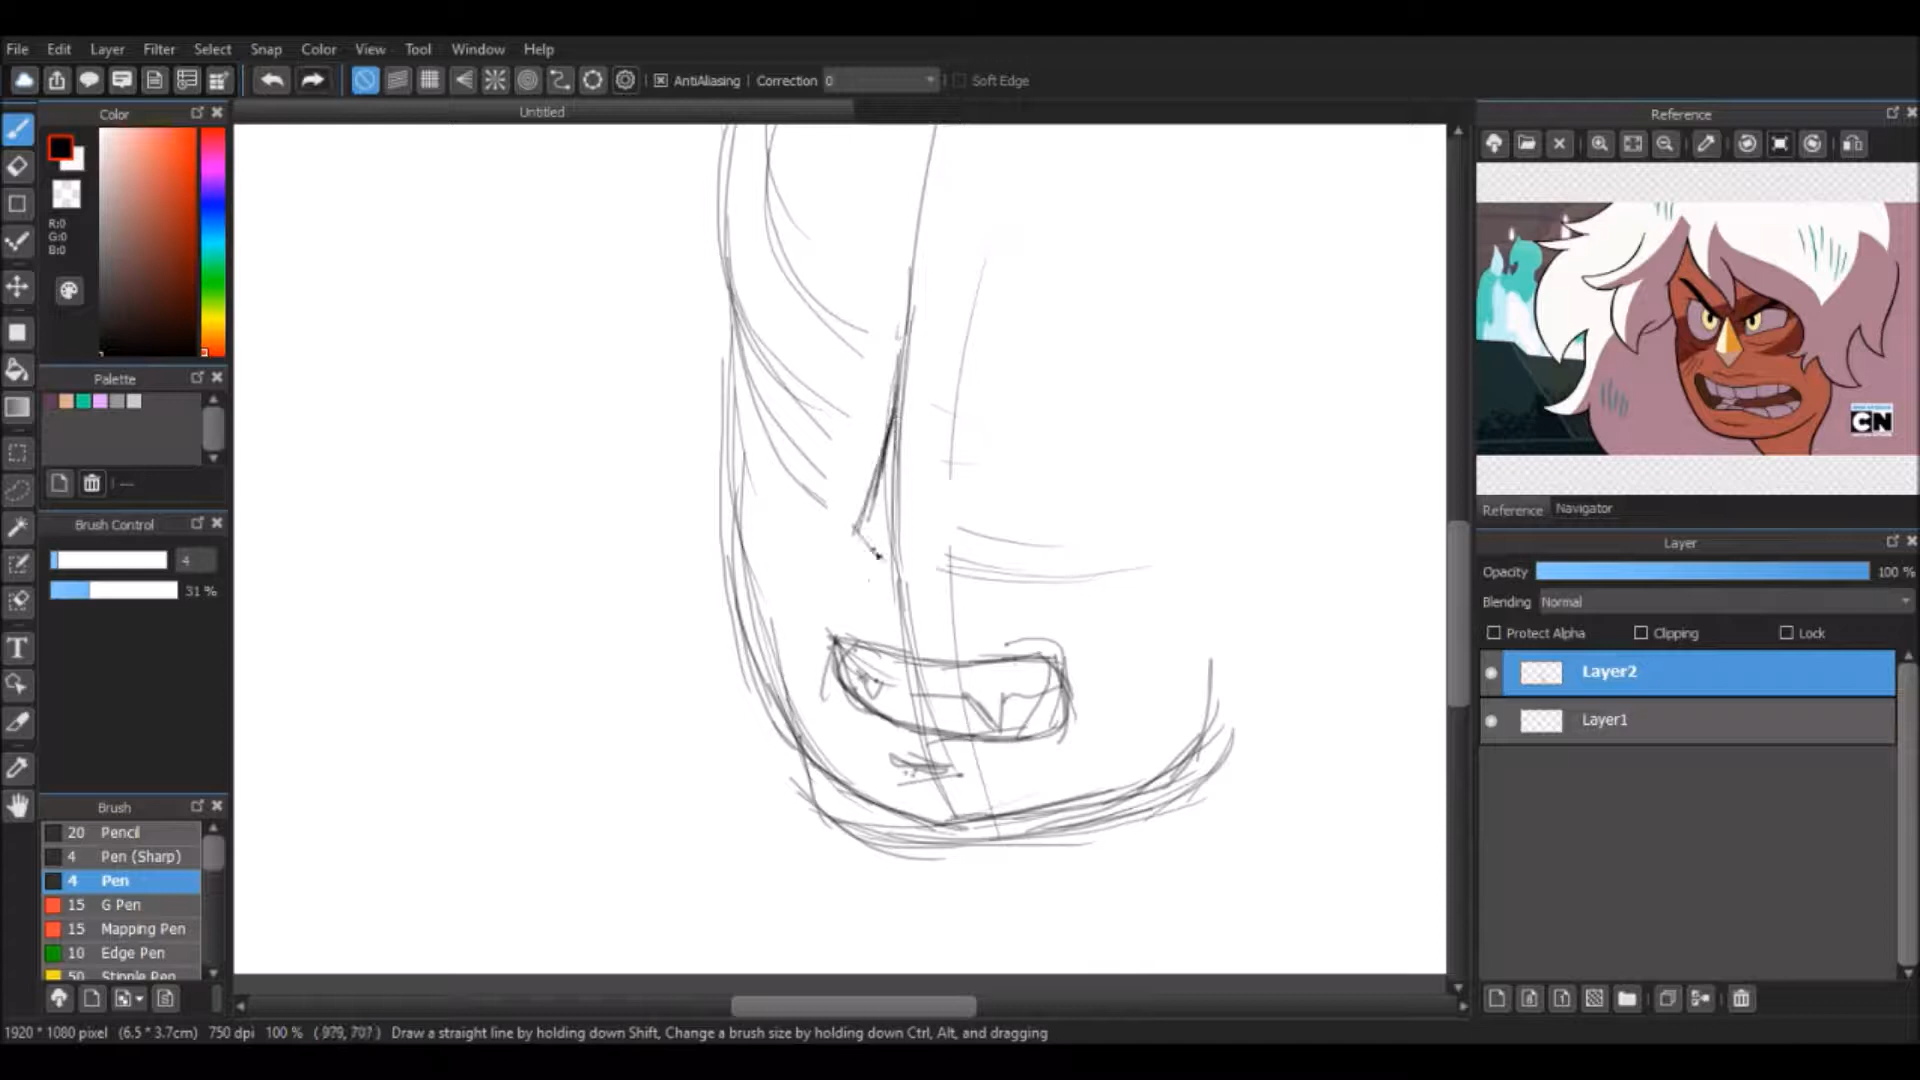 File Edit Layer Filter Select Snap Color View Tool Window Help
AntiAliasing Correction 0 Soft Edge
Color
Untitled
Reference
R:0
G:0
B:0
CN
Palette
---
Reference Navigator
Brush Control
Layer
4
Opacity 100 %
31 %
Blending Normal
Protect Alpha Clipping Lock
Layer2
Layer1
Brush
20 Pencil
4 Pen (Sharp)
4 Pen
15 G Pen
15 Mapping Pen
10 Edge Pen
50 Stipple Pen
1920 * 1080 pixel (6.5 * 3.7cm) 750 dpi 100 % (979, 707) Draw a straight line by holding down Shift, Change a brush size by holding down Ctrl, Alt, and dragging